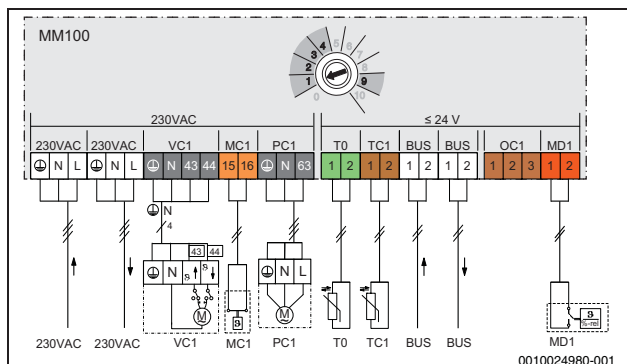 MM100
0 1 2 3 4 5 6 7 8 9 10
230VAC ≤ 24 V
230VAC 230VAC VC1 MC1 PC1 T0 TC1 BUS BUS OC1 MD1
N L N L N 43 44 15 16 N 63 1 2 1 2 1 2 1 2 1 2 3 1 2
N
4
43 44
N ϑ ϑ N L
M M ϑ ϑ
%-rel
230VAC 230VAC VC1 MC1 PC1 T0 TC1 BUS BUS MD1
0010024980-001